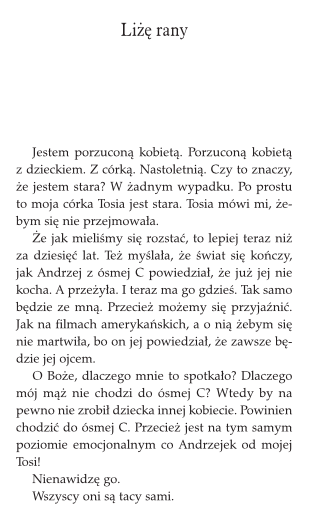 Liżę rany
Jestem porzuconą kobietą. Porzuconą kobietą
z dzieckiem. Z córką. Nastoletnią. Czy to znaczy,
że jestem stara? W żadnym wypadku. Po prostu
to moja córka Tosia jest stara. Tosia mówi mi, że-
bym się nie przejmowała.
Że jak mieliśmy się rozstać, to lepiej teraz niż
za dziesięć lat. Też myślała, że świat się kończy,
jak Andrzej z ósmej C powiedział, że już jej nie
kocha. A przeżyła. I teraz ma go gdzieś. Tak samo
będzie ze mną. Przecież możemy się przyjaźnić.
Jak na filmach amerykańskich, a o nią żebym się
nie martwiła, bo on jej powiedział, że zawsze bę-
dzie jej ojcem.
O Boże, dlaczego mnie to spotkało? Dlaczego
mój mąż nie chodzi do ósmej C? Wtedy by na
pewno nie zrobił dziecka innej kobiecie. Powinien
chodzić do ósmej C. Przecież jest na tym samym
poziomie emocjonalnym co Andrzejek od mojej
Tosi!
Nienawidzę go.
Wszyscy oni są tacy sami.